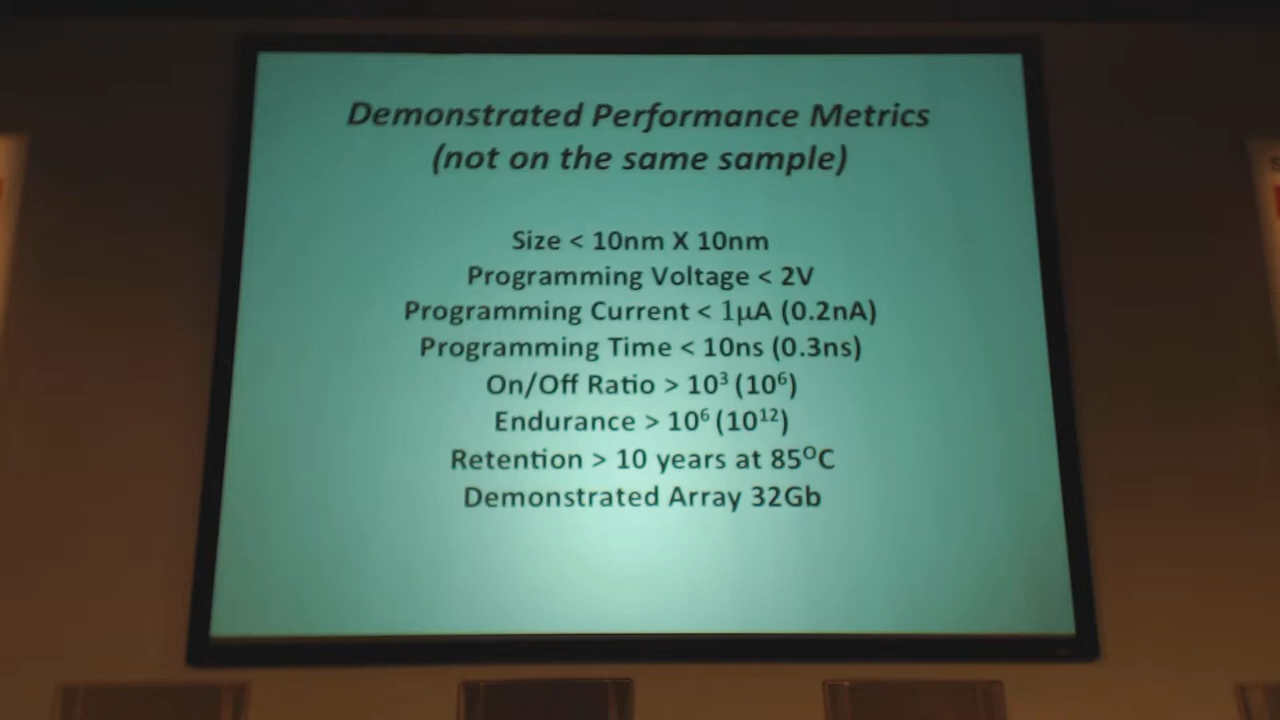 Demonstrated Performance Metrics
(not on the same sample)
Size < 10nm X 10nm
Programming Voltage < 2V
Programming Current < 1μA (0.2nA)
Programming Time < 10ns (0.3ns)
On/Off Ratio > 10³ (10⁶)
Endurance > 10⁶ (10¹²)
Retention > 10 years at 85ᴼC
Demonstrated Array 32Gb